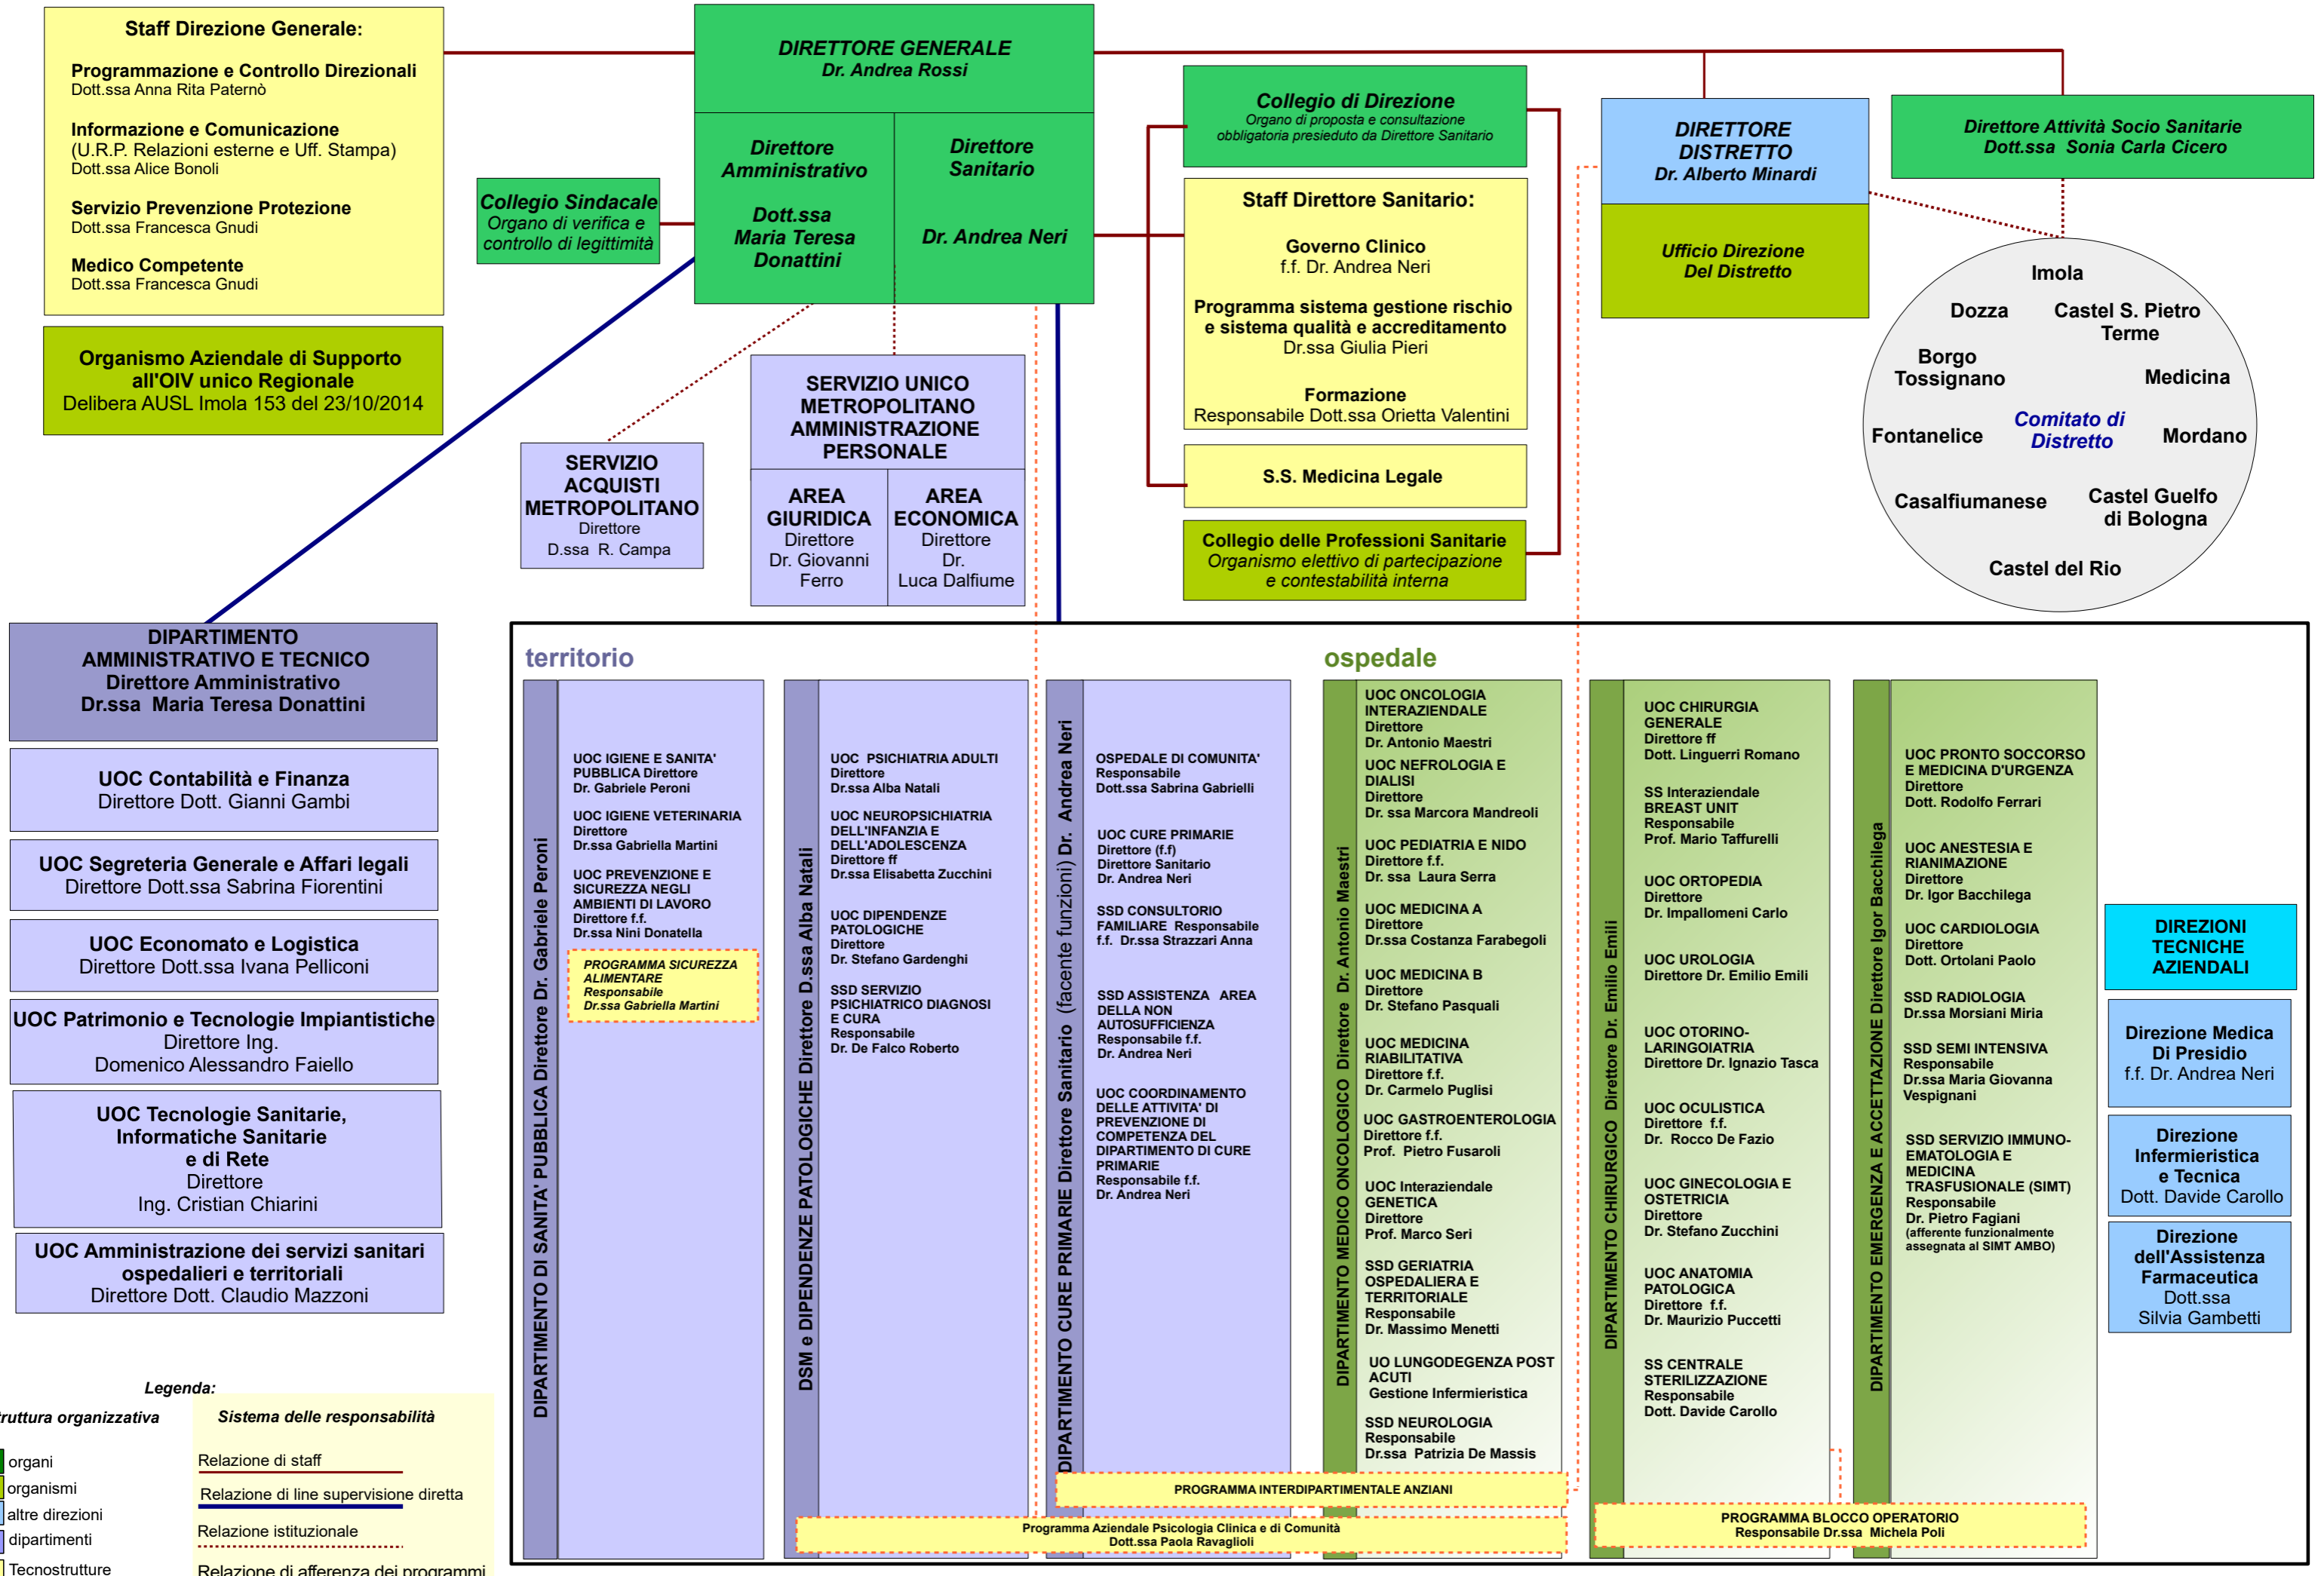 Staff Direzione Generale:
Programmazione e Controllo Direzionali
Dott.ssa Anna Rita Paternò
Informazione e Comunicazione
(U.R.P. Relazioni esterne e Uff. Stampa)
Dott.ssa Alice Bonoli
Servizio Prevenzione Protezione
Dott.ssa Francesca Gnudi
Medico Competente
Dott.ssa Francesca Gnudi
Organismo Aziendale di Supporto
all'OIV unico Regionale
Delibera AUSL Imola 153 del 23/10/2014
DIRETTORE GENERALE
Dr. Andrea Rossi
Direttore
Amministrativo
Dott.ssa
Maria Teresa
Donattini
Direttore
Sanitario
Dr. Andrea Neri
Collegio Sindacale
Organo di verifica e
controllo di legittimità
Collegio di Direzione
Organo di proposta e consultazione
obbligatoria presieduto da Direttore Sanitario
Staff Direttore Sanitario:
Governo Clinico
f.f. Dr. Andrea Neri
Programma sistema gestione rischio
e sistema qualità e accreditamento
Dr.ssa Giulia Pieri
Formazione
Responsabile Dott.ssa Orietta Valentini
S.S. Medicina Legale
Collegio delle Professioni Sanitarie
Organismo elettivo di partecipazione
e contestabilità interna
DIRETTORE
DISTRETTO
Dr. Alberto Minardi
Ufficio Direzione
Del Distretto
Direttore Attività Socio Sanitarie
Dott.ssa Sonia Carla Cicero
Imola
Dozza
Castel S. Pietro
Terme
Borgo
Tossignano
Medicina
Fontanelice
Comitato di
Distretto
Mordano
Casalfiumanese
Castel Guelfo
di Bologna
Castel del Rio
SERVIZIO
ACQUISTI
METROPOLITANO
Direttore
D.ssa R. Campa
SERVIZIO UNICO
METROPOLITANO
AMMINISTRAZIONE
PERSONALE
AREA
GIURIDICA
Direttore
Dr. Giovanni
Ferro
AREA
ECONOMICA
Direttore
Dr.
Luca Dalfiume
DIPARTIMENTO
AMMINISTRATIVO E TECNICO
Direttore Amministrativo
Dr.ssa Maria Teresa Donattini
UOC Contabilità e Finanza
Direttore Dott. Gianni Gambi
UOC Segreteria Generale e Affari legali
Direttore Dott.ssa Sabrina Fiorentini
UOC Economato e Logistica
Direttore Dott.ssa Ivana Pelliconi
UOC Patrimonio e Tecnologie Impiantistiche
Direttore Ing.
Domenico Alessandro Faiello
UOC Tecnologie Sanitarie,
Informatiche Sanitarie
e di Rete
Direttore
Ing. Cristian Chiarini
UOC Amministrazione dei servizi sanitari
ospedalieri e territoriali
Direttore Dott. Claudio Mazzoni
territorio
DIPARTIMENTO DI SANITA' PUBBLICA Direttore Dr. Gabriele Peroni
UOC IGIENE E SANITA'
PUBBLICA Direttore
Dr. Gabriele Peroni
UOC IGIENE VETERINARIA
Direttore
Dr.ssa Gabriella Martini
UOC PREVENZIONE E
SICUREZZA NEGLI
AMBIENTI DI LAVORO
Direttore f.f.
Dr.ssa Nini Donatella
PROGRAMMA SICUREZZA
ALIMENTARE
Responsabile
Dr.ssa Gabriella Martini
DSM e DIPENDENZE PATOLOGICHE Direttore D.ssa Alba Natali
UOC PSICHIATRIA ADULTI
Direttore
Dr.ssa Alba Natali
UOC NEUROPSICHIATRIA
DELL'INFANZIA E
DELL'ADOLESCENZA
Direttore ff
Dr.ssa Elisabetta Zucchini
UOC DIPENDENZE
PATOLOGICHE
Direttore
Dr. Stefano Gardenghi
SSD SERVIZIO
PSICHIATRICO DIAGNOSI
E CURA
Responsabile
Dr. De Falco Roberto
DIPARTIMENTO CURE PRIMARIE Direttore Sanitario (facente funzioni) Dr. Andrea Neri
OSPEDALE DI COMUNITA'
Responsabile
Dott.ssa Sabrina Gabrielli
UOC CURE PRIMARIE
Direttore (f.f)
Direttore Sanitario
Dr. Andrea Neri
SSD CONSULTORIO
FAMILIARE Responsabile
f.f. Dr.ssa Strazzari Anna
SSD ASSISTENZA AREA
DELLA NON
AUTOSUFFICIENZA
Responsabile f.f.
Dr. Andrea Neri
UOC COORDINAMENTO
DELLE ATTIVITA' DI
PREVENZIONE DI
COMPETENZA DEL
DIPARTIMENTO DI CURE
PRIMARIE
Responsabile f.f.
Dr. Andrea Neri
ospedale
DIPARTIMENTO MEDICO ONCOLOGICO Direttore Dr. Antonio Maestri
UOC ONCOLOGIA
INTERAZIENDALE
Direttore
Dr. Antonio Maestri
UOC NEFROLOGIA E
DIALISI
Direttore
Dr. ssa Marcora Mandreoli
UOC PEDIATRIA E NIDO
Direttore f.f.
Dr. ssa Laura Serra
UOC MEDICINA A
Direttore
Dr.ssa Costanza Farabegoli
UOC MEDICINA B
Direttore
Dr. Stefano Pasquali
UOC MEDICINA
RIABILITATIVA
Direttore f.f.
Dr. Carmelo Puglisi
UOC GASTROENTEROLOGIA
Direttore f.f.
Prof. Pietro Fusaroli
UOC Interaziendale
GENETICA
Direttore
Prof. Marco Seri
SSD GERIATRIA
OSPEDALIERA E
TERRITORIALE
Responsabile
Dr. Massimo Menetti
UO LUNGODEGENZA POST
ACUTI
Gestione Infermieristica
SSD NEUROLOGIA
Responsabile
Dr.ssa Patrizia De Massis
DIPARTIMENTO CHIRURGICO Direttore Dr. Emilio Emili
UOC CHIRURGIA
GENERALE
Direttore ff
Dott. Linguerri Romano
SS Interaziendale
BREAST UNIT
Responsabile
Prof. Mario Taffurelli
UOC ORTOPEDIA
Direttore
Dr. Impallomeni Carlo
UOC UROLOGIA
Direttore Dr. Emilio Emili
UOC OTORINO-
LARINGOIATRIA
Direttore Dr. Ignazio Tasca
UOC OCULISTICA
Direttore f.f.
Dr. Rocco De Fazio
UOC GINECOLOGIA E
OSTETRICIA
Direttore
Dr. Stefano Zucchini
UOC ANATOMIA
PATOLOGICA
Direttore f.f.
Dr. Maurizio Puccetti
SS CENTRALE
STERILIZZAZIONE
Responsabile
Dott. Davide Carollo
DIPARTIMENTO EMERGENZA E ACCETTAZIONE Direttore Igor Bacchilega
UOC PRONTO SOCCORSO
E MEDICINA D'URGENZA
Direttore
Dott. Rodolfo Ferrari
UOC ANESTESIA E
RIANIMAZIONE
Direttore
Dr. Igor Bacchilega
UOC CARDIOLOGIA
Direttore
Dott. Ortolani Paolo
SSD RADIOLOGIA
Dr.ssa Morsiani Miria
SSD SEMI INTENSIVA
Responsabile
Dr.ssa Maria Giovanna
Vespignani
SSD SERVIZIO IMMUNO-
EMATOLOGIA E
MEDICINA
TRASFUSIONALE (SIMT)
Responsabile
Dr. Pietro Fagiani
(afferente funzionalmente
assegnata al SIMT AMBO)
DIREZIONI
TECNICHE
AZIENDALI
Direzione Medica
Di Presidio
f.f. Dr. Andrea Neri
Direzione
Infermieristica
e Tecnica
Dott. Davide Carollo
Direzione
dell'Assistenza
Farmaceutica
Dott.ssa
Silvia Gambetti
PROGRAMMA INTERDIPARTIMENTALE ANZIANI
Programma Aziendale Psicologia Clinica e di Comunità
Dott.ssa Paola Ravaglioli
PROGRAMMA BLOCCO OPERATORIO
Responsabile Dr.ssa Michela Poli
Legenda:
ruttura organizzativa
organi
organismi
altre direzioni
dipartimenti
Tecnostrutture
Sistema delle responsabilità
Relazione di staff
Relazione di line supervisione diretta
Relazione istituzionale
Relazione di afferenza dei programmi